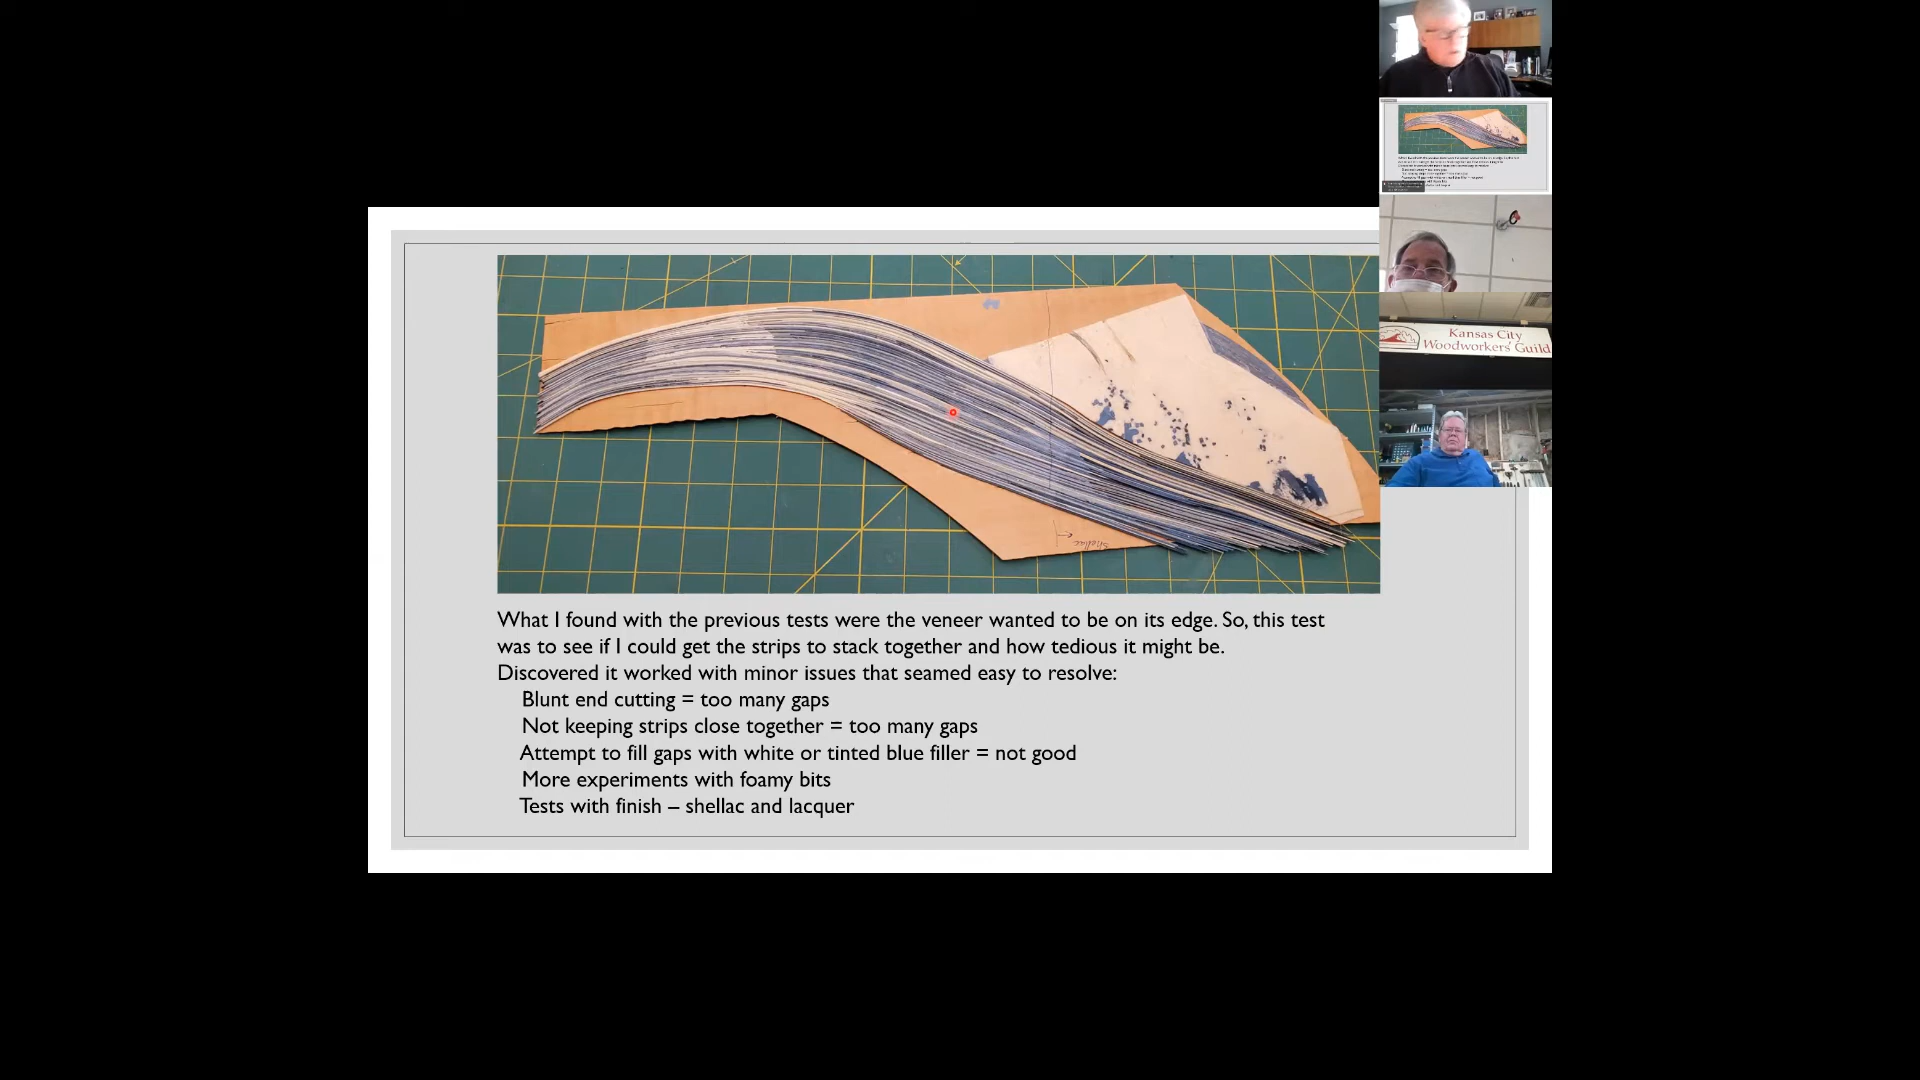 shellac
What I found with the previous tests were the veneer wanted to be on its edge. So, this test
was to see if I could get the strips to stack together and how tedious it might be.
Discovered it worked with minor issues that seamed easy to resolve:
Blunt end cutting = too many gaps
Not keeping strips close together = too many gaps
Attempt to fill gaps with white or tinted blue filler = not good
More experiments with foamy bits
Tests with finish – shellac and lacquer
Kansas City
Woodworkers' Guild